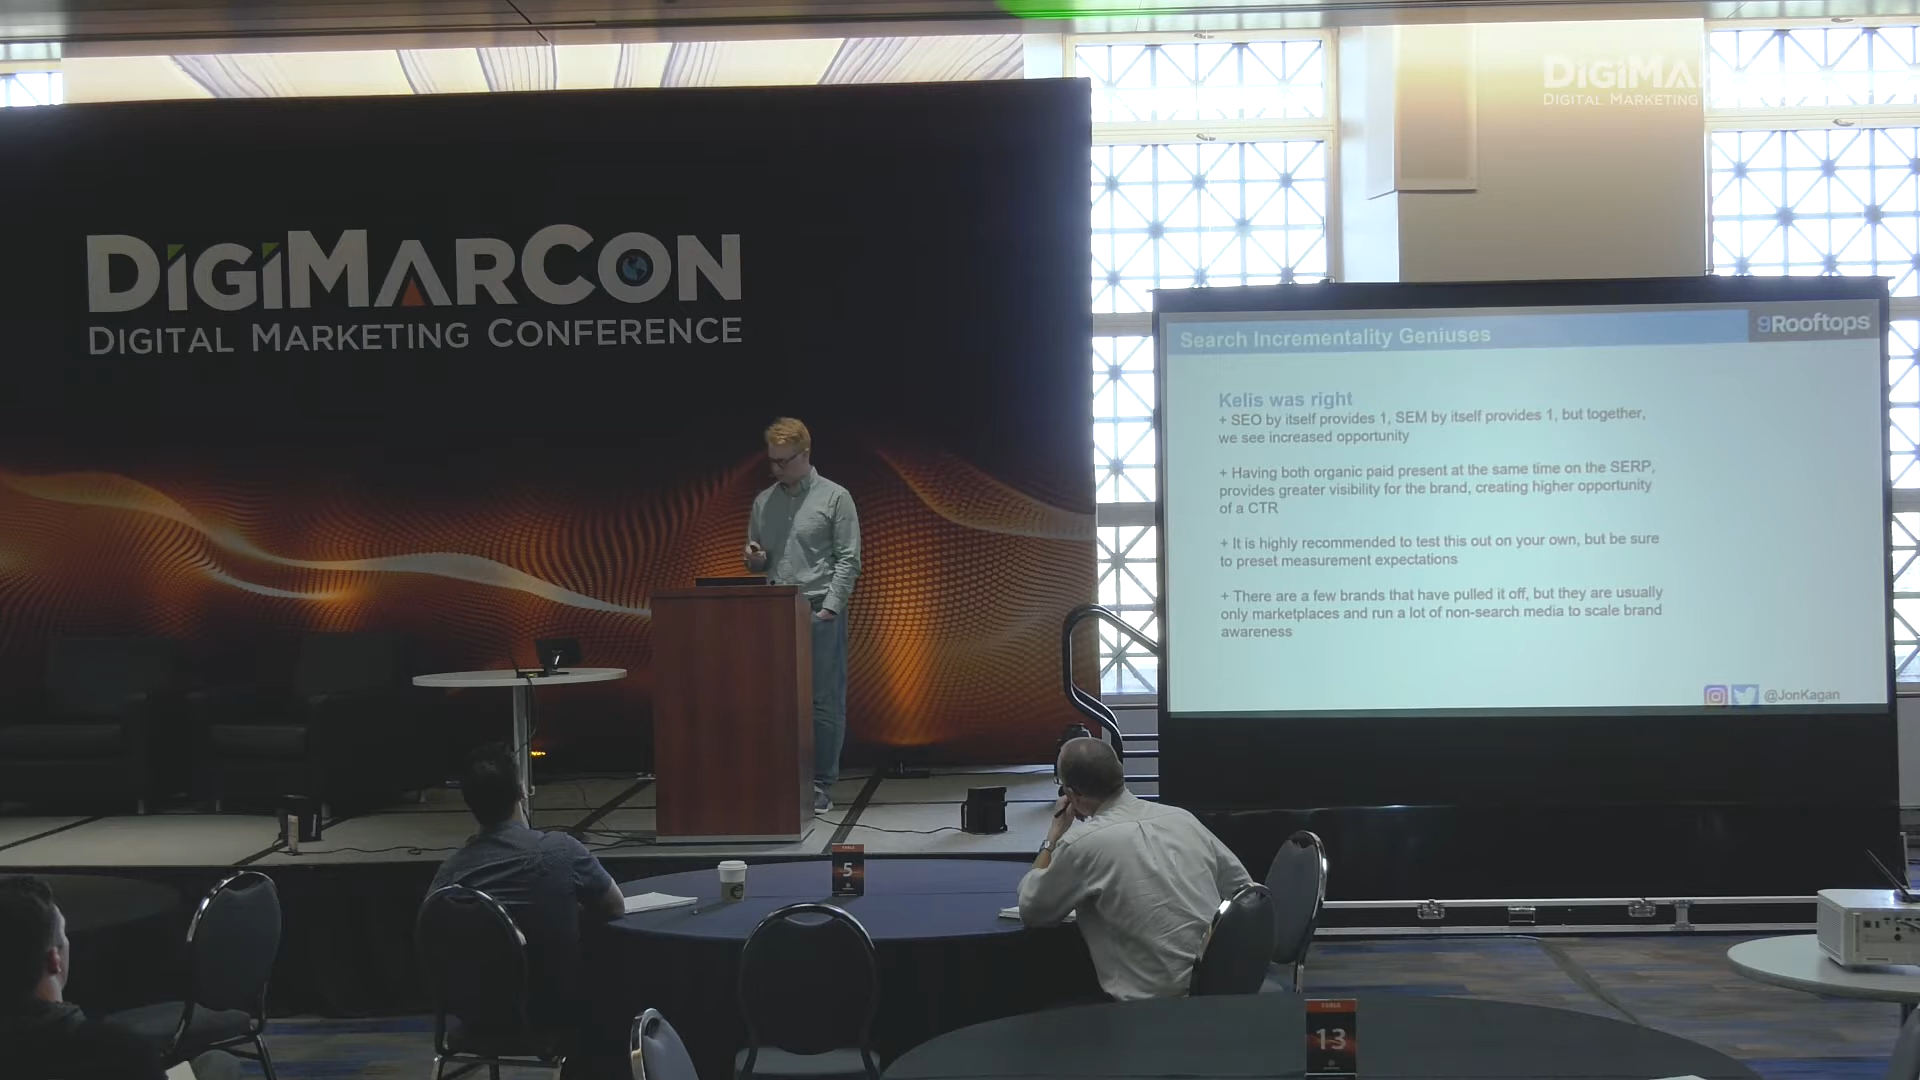 DIGIMA
DIGITAL MARKETING
DIGIMARCON
DIGITAL MARKETING CONFERENCE
Search Incrementality Geniuses
9Rooftops
Kelis was right
+ SEO by itself provides 1, SEM by itself provides 1, but together,
we see increased opportunity
+ Having both organic paid present at the same time on the SERP,
provides greater visibility for the brand, creating higher opportunity
of a CTR
+ It is highly recommended to test this out on your own, but be sure
to preset measurement expectations
+ There are a few brands that have pulled it off, but they are usually
only marketplaces and run a lot of non-search media to scale brand
awareness
@JonKagan
TABLE
5
TABLE
13